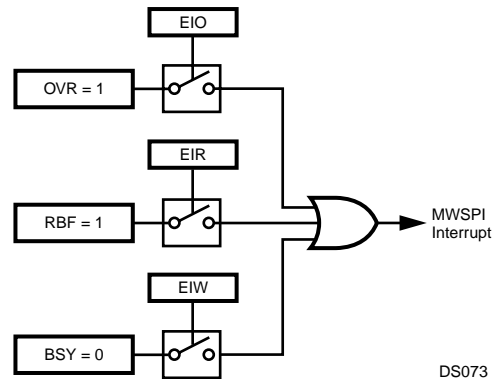 EIO
OVR = 1
EIR
RBF = 1
MWSPI
Interrupt
EIW
BSY = 0
DS073